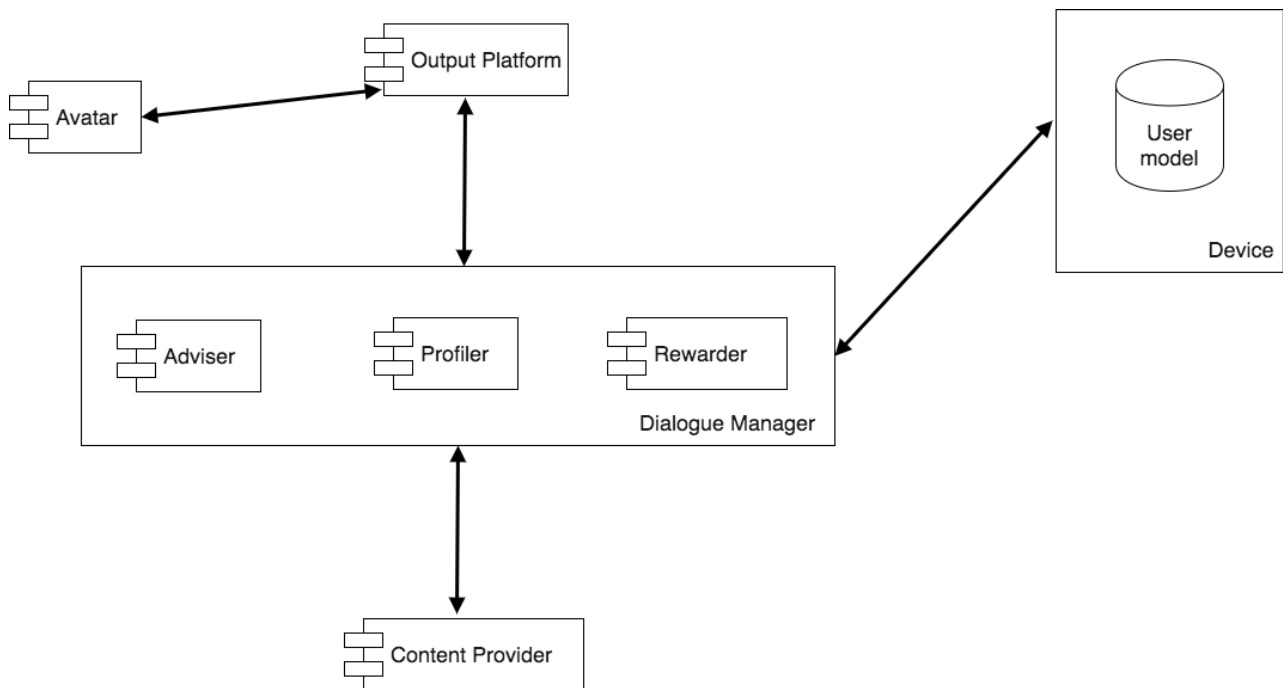 Output Platform
Avatar
User
model
Device
Adviser
Profiler
Rewarder
Dialogue Manager
Content Provider